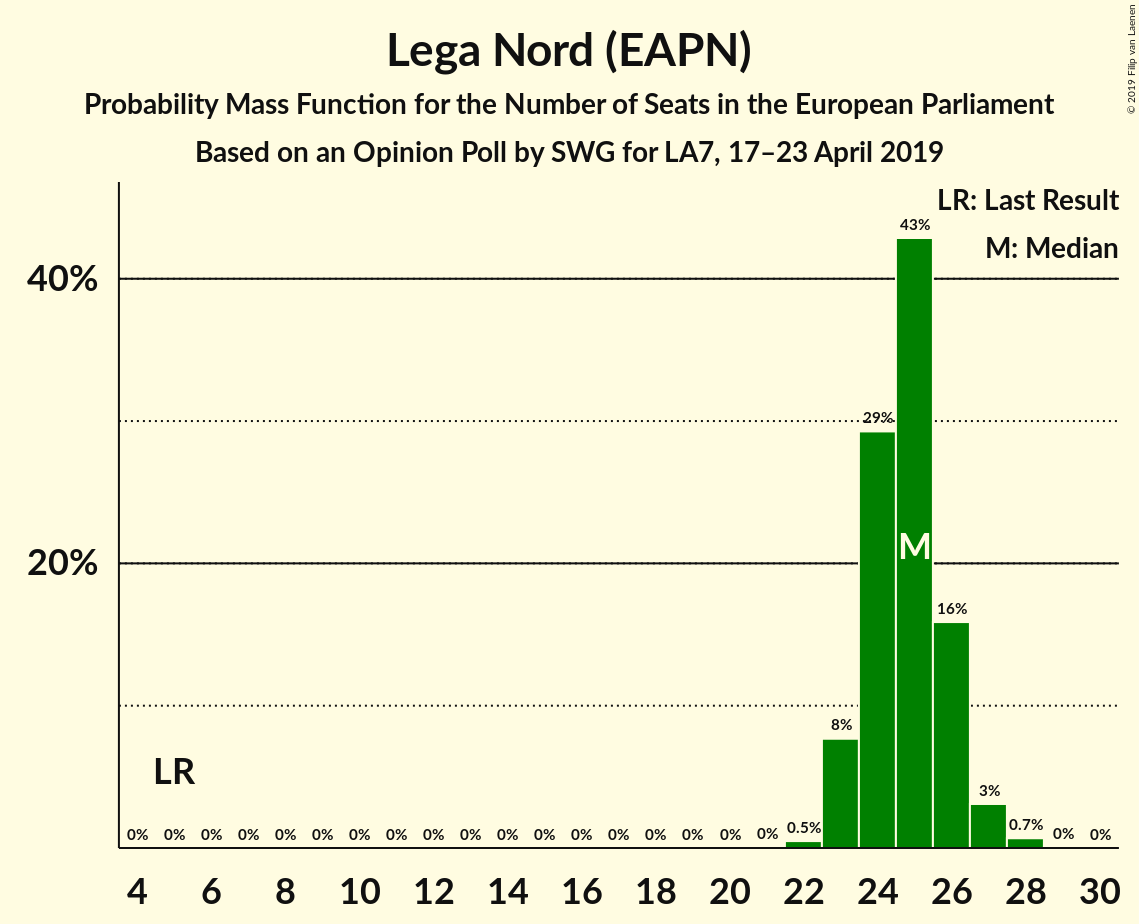 Lega Nord (EAPN)
Probability Mass Function for the Number of Seats in the European Parliament
Based on an Opinion Poll by SWG for LA7, 17–23 April 2019
© 2019 Filip van Laenen
LR: Last Result
M: Median
43%
40%
29%
M
20%
16%
8%
LR
3%
0% 0% 0% 0% 0% 0% 0% 0% 0% 0% 0% 0% 0% 0% 0% 0% 0% 0% 0.5% 0.7% 0% 0%
4 6 8 10 12 14 16 18 20 22 24 26 28 30